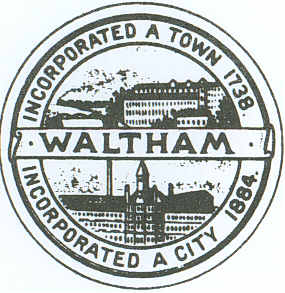 INCORPORATED A TOWN 1738.
· WALTHAM ·
INCORPORATED A CITY 1884.